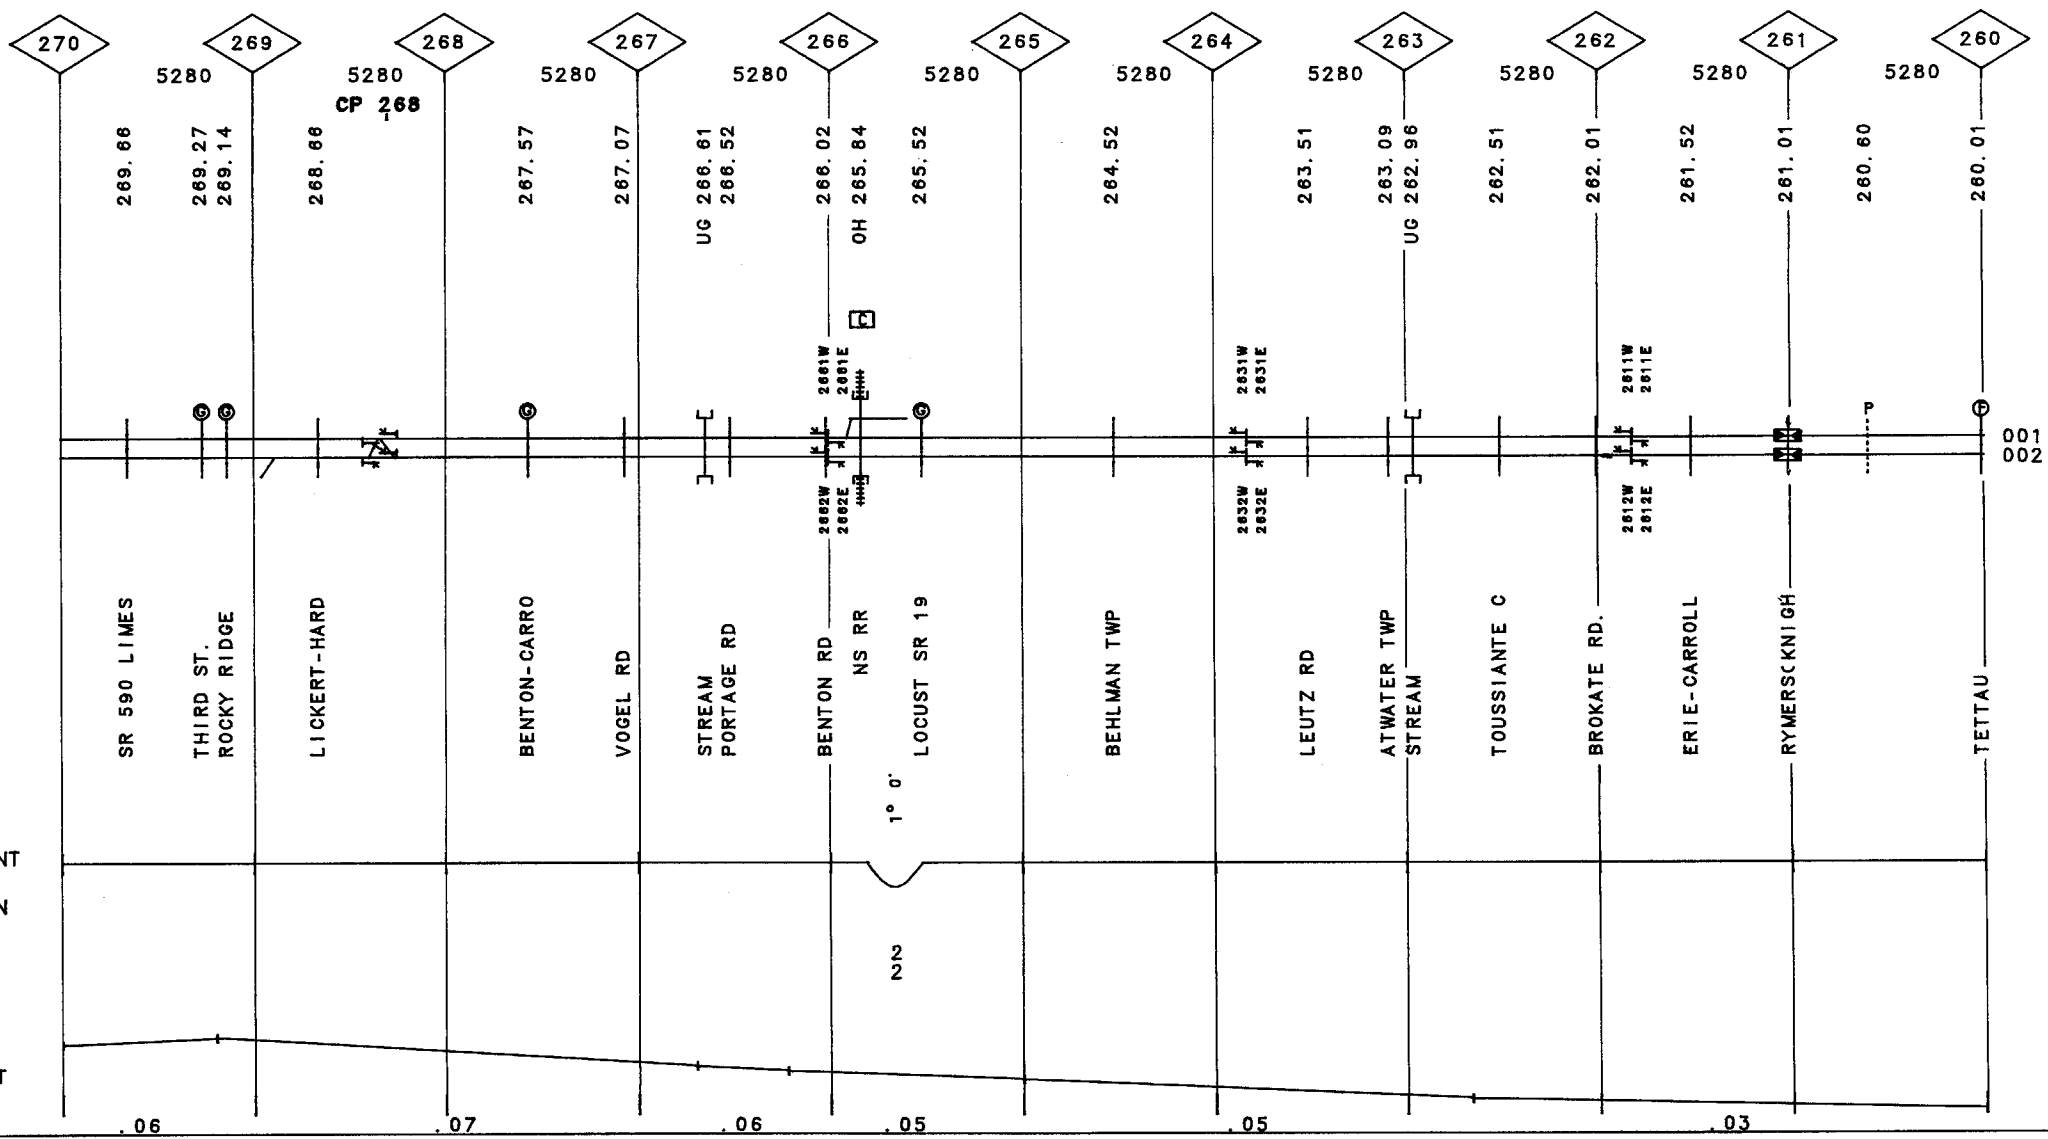 270 269 268 267 266 265 264 263 262 261 260
5280 5280 5280 5280 5280 5280 5280 5280 5280 5280
CP 268
269.66
269.27
269.14
268.66
267.57
267.07
UG 266.61
266.52
266.02
OH 265.84
265.52
264.52
263.51
263.09
UG 262.96
262.51
262.01
261.52
261.01
260.60
260.01
C
2661W
2661E
2631W
2631E
2611W
2611E
G G G G P F
001
002
2662W
2662E
2632W
2632E
2612W
2612E
SR 590 LIMES
THIRD ST.
ROCKY RIDGE
LICKERT-HARD
BENTON-CARRO
VOGEL RD
STREAM
PORTAGE RD
BENTON RD
NS RR
LOCUST SR 19
BEHLMAN TWP
LEUTZ RD
ATWATER TWP
STREAM
TOUSSIANTE C
BROKATE RD.
ERIE-CARROLL
RYMERS(KNIGH
TETTAU
1° 0'
NT
N
2
2
T
.06 .07 .06 .05 .05 .03